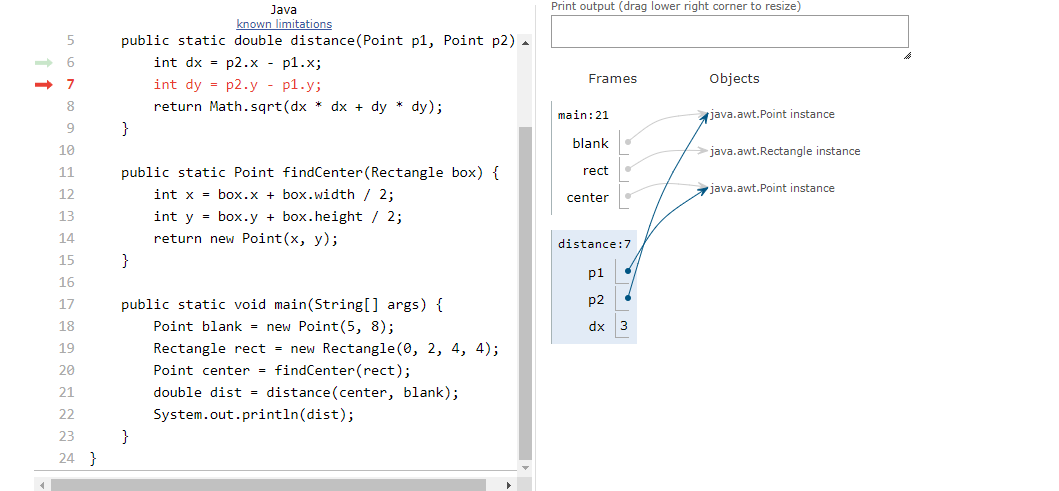 Java
known limitations
5 public static double distance(Point p1, Point p2)
6 int dx = p2.x - p1.x;
7 int dy = p2.y - p1.y;
8 return Math.sqrt(dx * dx + dy * dy);
9 }
10
11 public static Point findCenter(Rectangle box) {
12 int x = box.x + box.width / 2;
13 int y = box.y + box.height / 2;
14 return new Point(x, y);
15 }
16
17 public static void main(String[] args) {
18 Point blank = new Point(5, 8);
19 Rectangle rect = new Rectangle(0, 2, 4, 4);
20 Point center = findCenter(rect);
21 double dist = distance(center, blank);
22 System.out.println(dist);
23 }
24 }
Print output (drag lower right corner to resize)
Frames Objects
main:21
blank
rect
center
java.awt.Point instance
java.awt.Rectangle instance
java.awt.Point instance
distance:7
p1
p2
dx 3